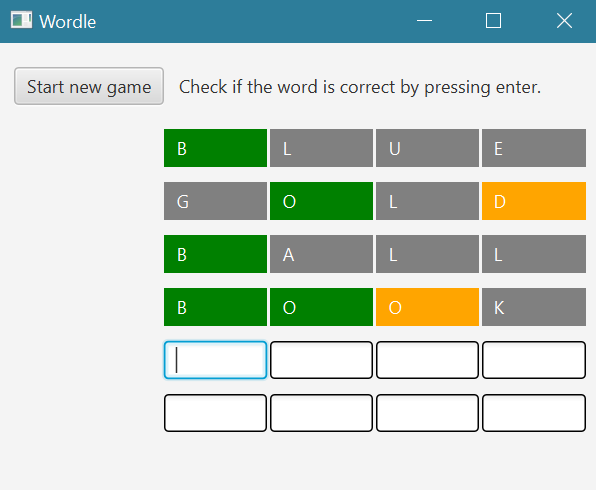 Wordle
Start new game Check if the word is correct by pressing enter.
B L U E
G O L D
B A L L
B O O K